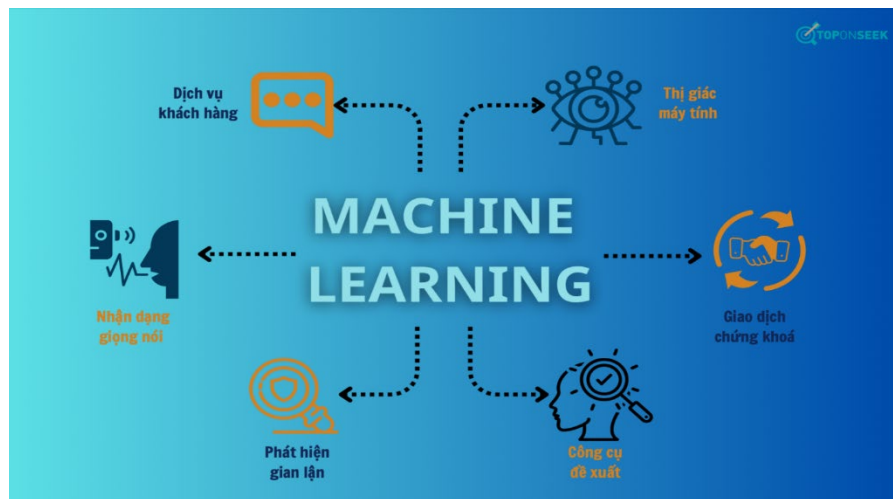 TOPONSEEK
Dịch vụ
khách hàng
Thị giác
máy tính
MACHINE
LEARNING
Nhận dạng
giọng nói
Giao dịch
chứng khoá
Phát hiện
gian lận
Công cụ
đề xuất